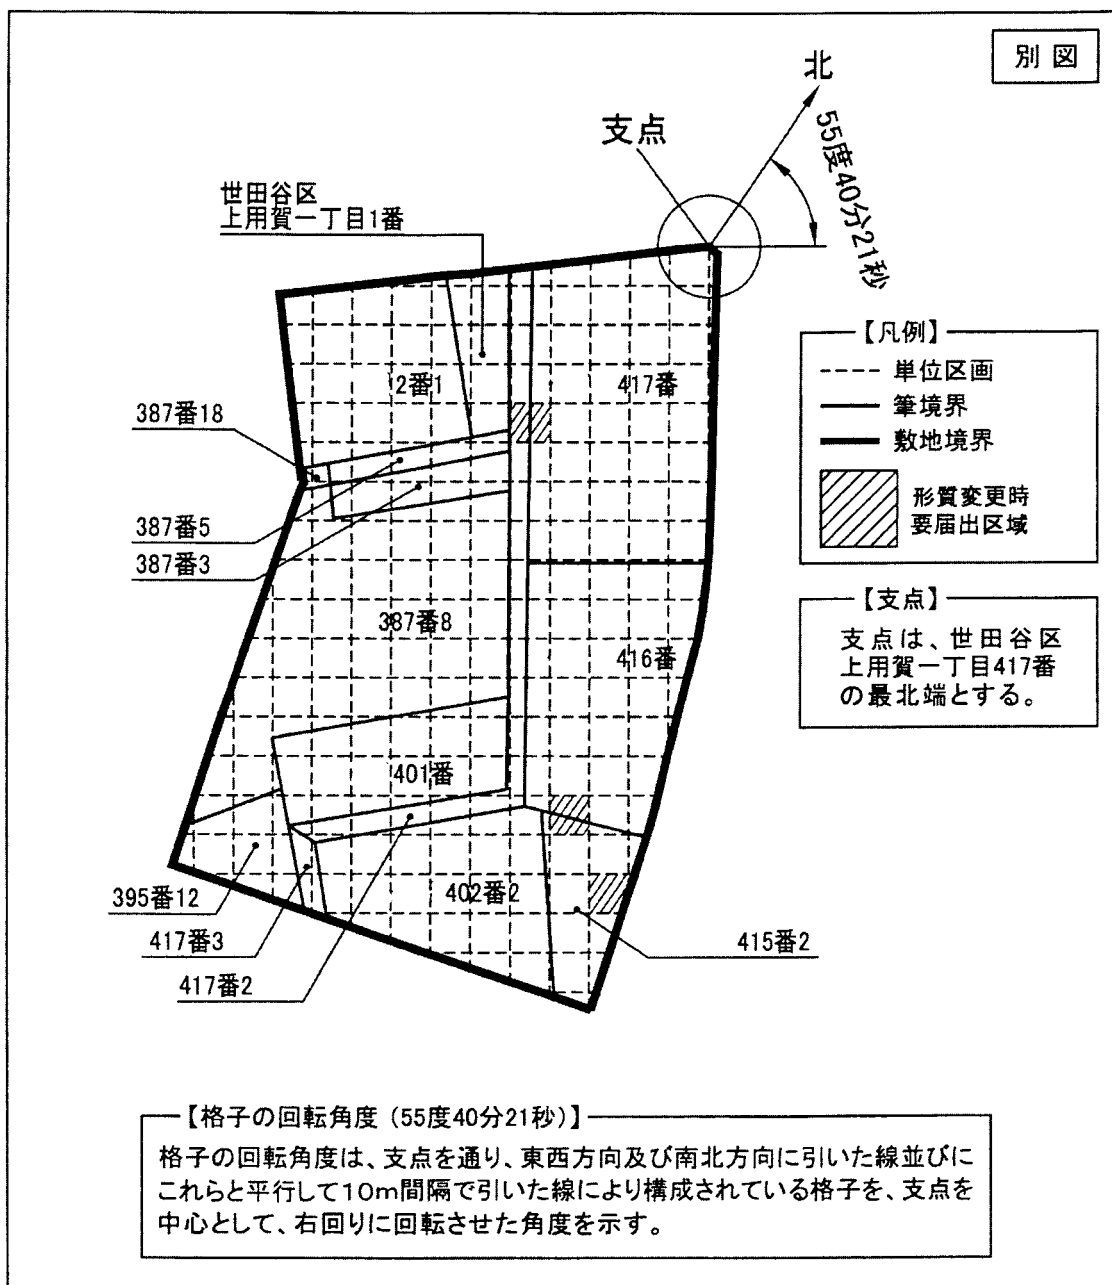 別図
北
支点
55度40分21秒
世田谷区
上用賀一丁目1番
2番1
417番
387番18
387番5
387番3
387番8
416番
401番
395番12
402番2
417番3
415番2
417番2
【凡例】
単位区画
筆境界
敷地境界
形質変更時
要届出区域
【支点】
支点は、世田谷区
上用賀一丁目417番
の最北端とする。
【格子の回転角度(55度40分21秒)】
格子の回転角度は、支点を通り、東西方向及び南北方向に引いた線並びに
これらと平行して10m間隔で引いた線により構成されている格子を、支点を
中心として、右回りに回転させた角度を示す。